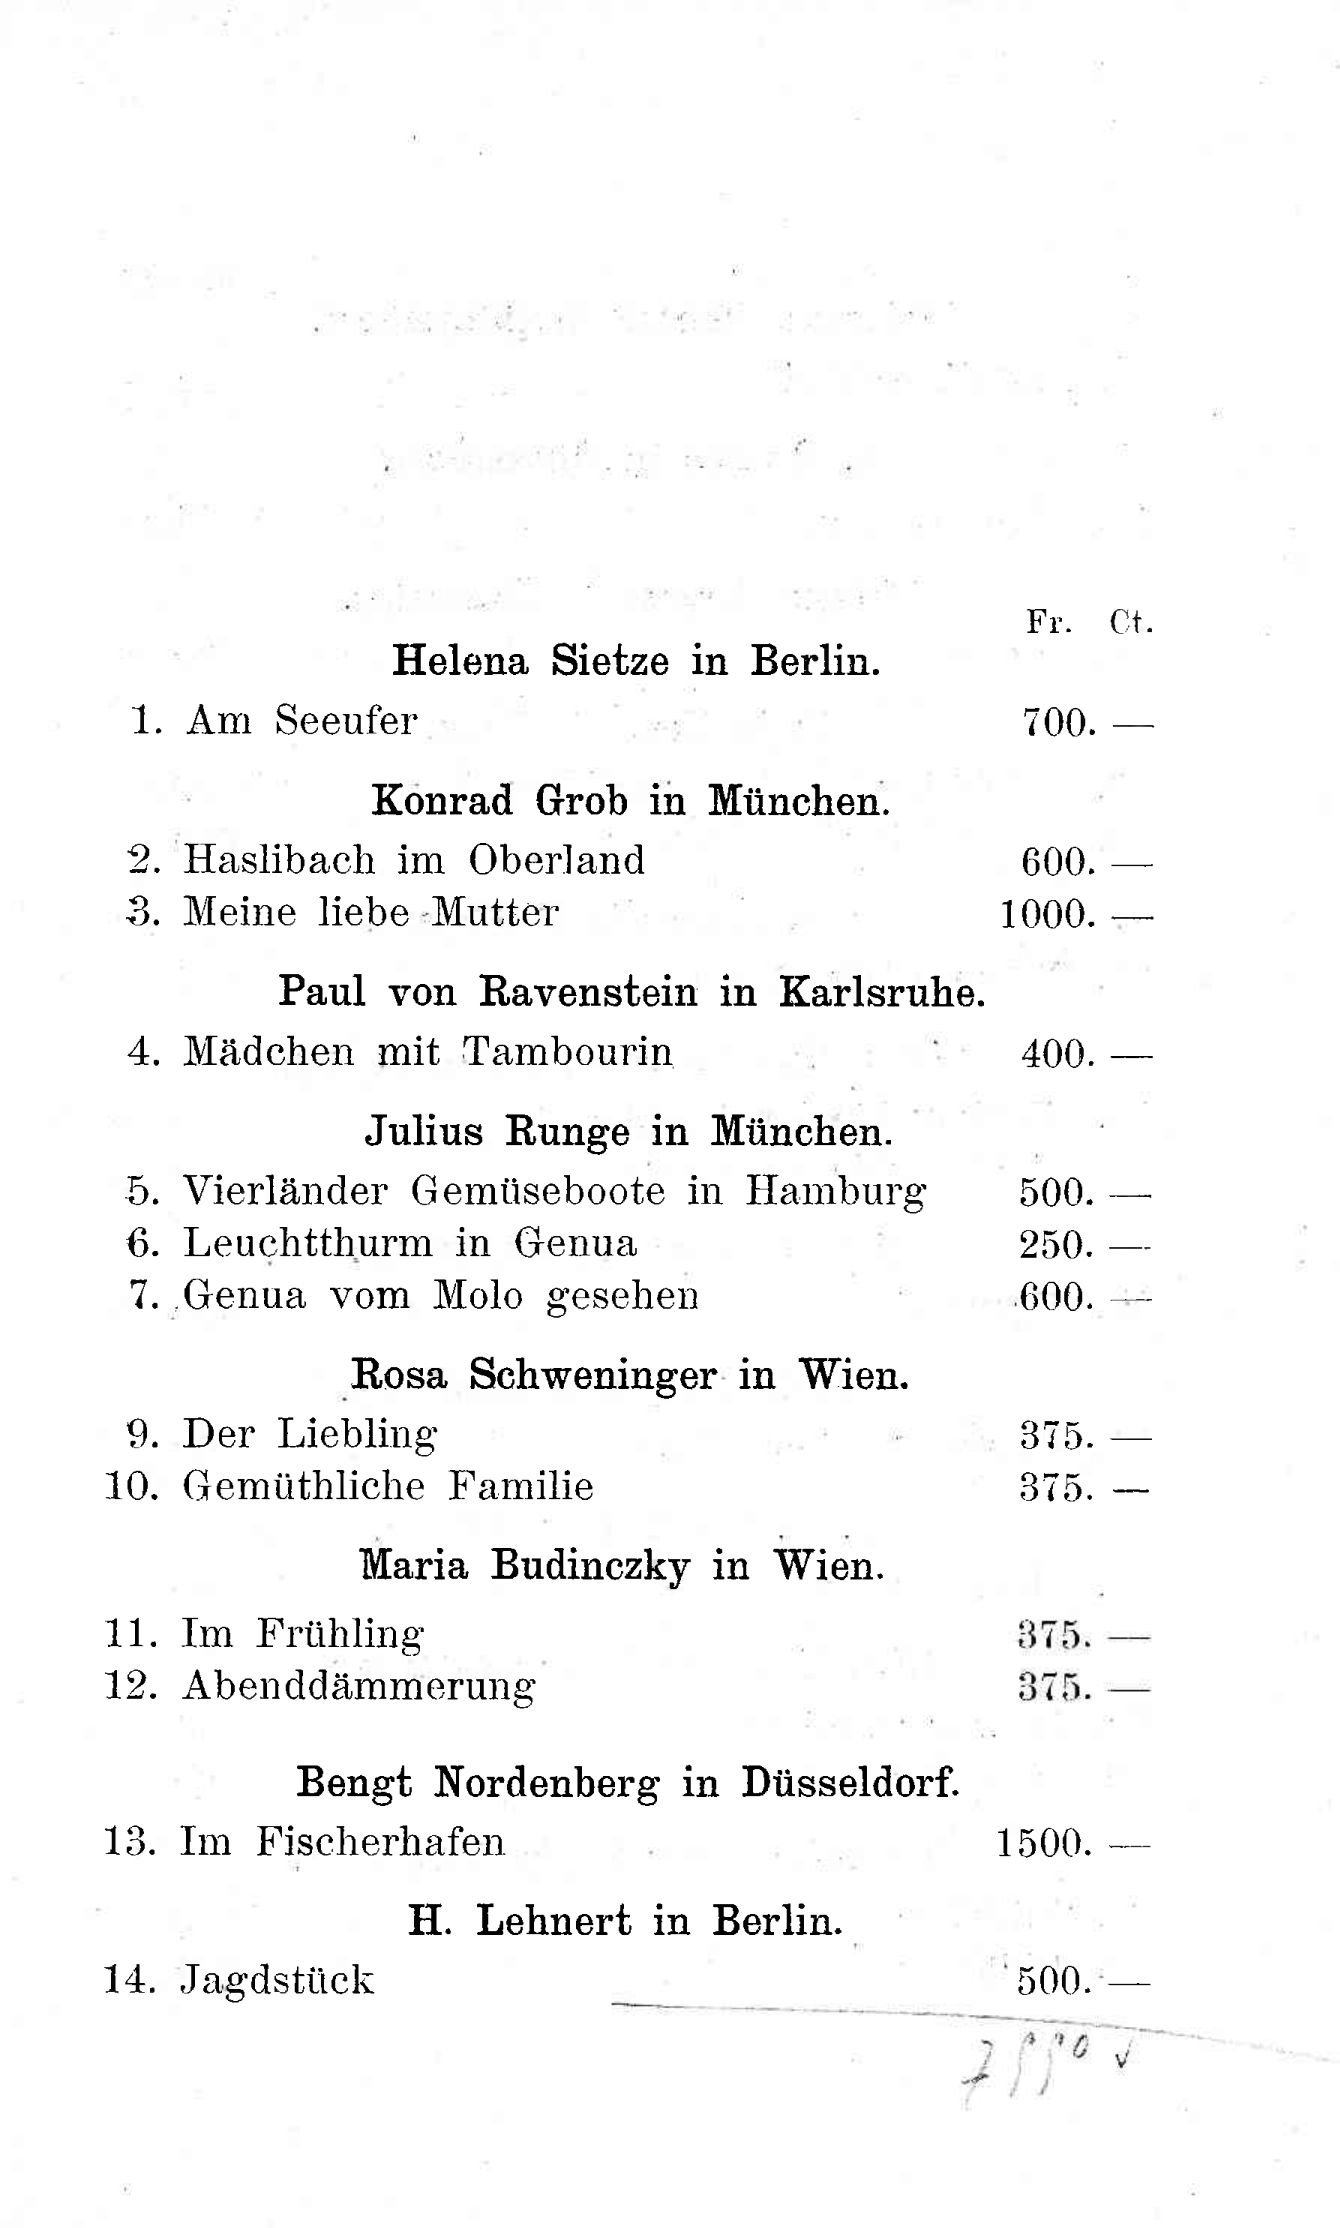 Fr. Ct.
Helena Sietze in Berlin.
1. Am Seeufer 700. —
Konrad Grob in München.
2. Haslibach im Oberland 600. —
3. Meine liebe Mutter 1000. —
Paul von Ravenstein in Karlsruhe.
4. Mädchen mit Tambourin 400. —
Julius Runge in München.
5. Vierländer Gemüseboote in Hamburg 500. —
6. Leuchtthurm in Genua 250. —
7. Genua vom Molo gesehen 600. —
Rosa Schweninger in Wien.
9. Der Liebling 375. —
10. Gemüthliche Familie 375. —
Maria Budinczky in Wien.
11. Im Frühling 375. —
12. Abenddämmerung 375. —
Bengt Nordenberg in Düsseldorf.
13. Im Fischerhafen 1500. —
H. Lehnert in Berlin.
14. Jagdstück 500. —
7550 ✓